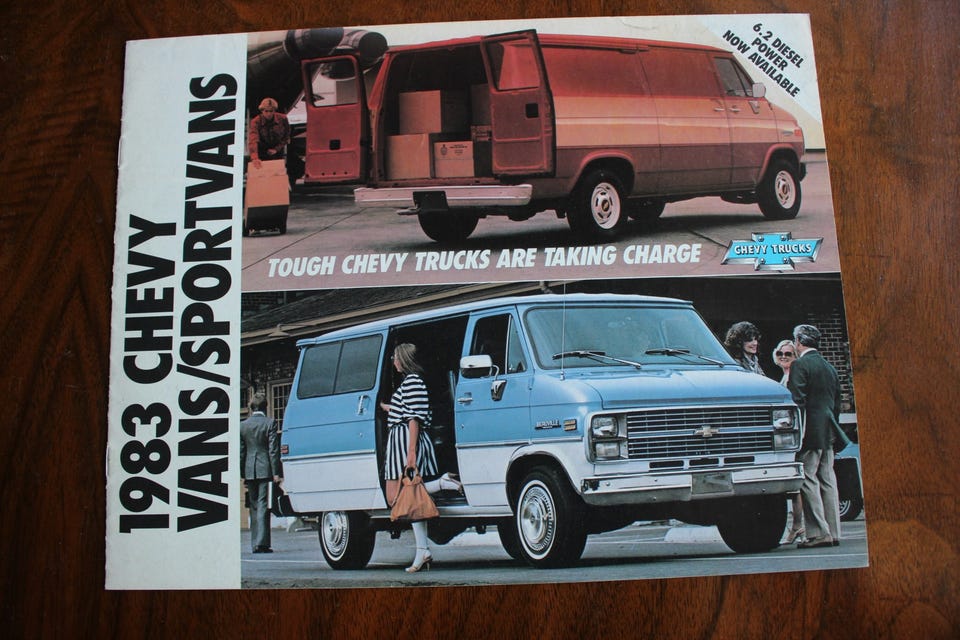 1983 CHEVY
VANS/SPORTVANS
6.2 DIESEL
POWER
NOW AVAILABLE
TOUGH CHEVY TRUCKS ARE TAKING CHARGE
CHEVY TRUCKS